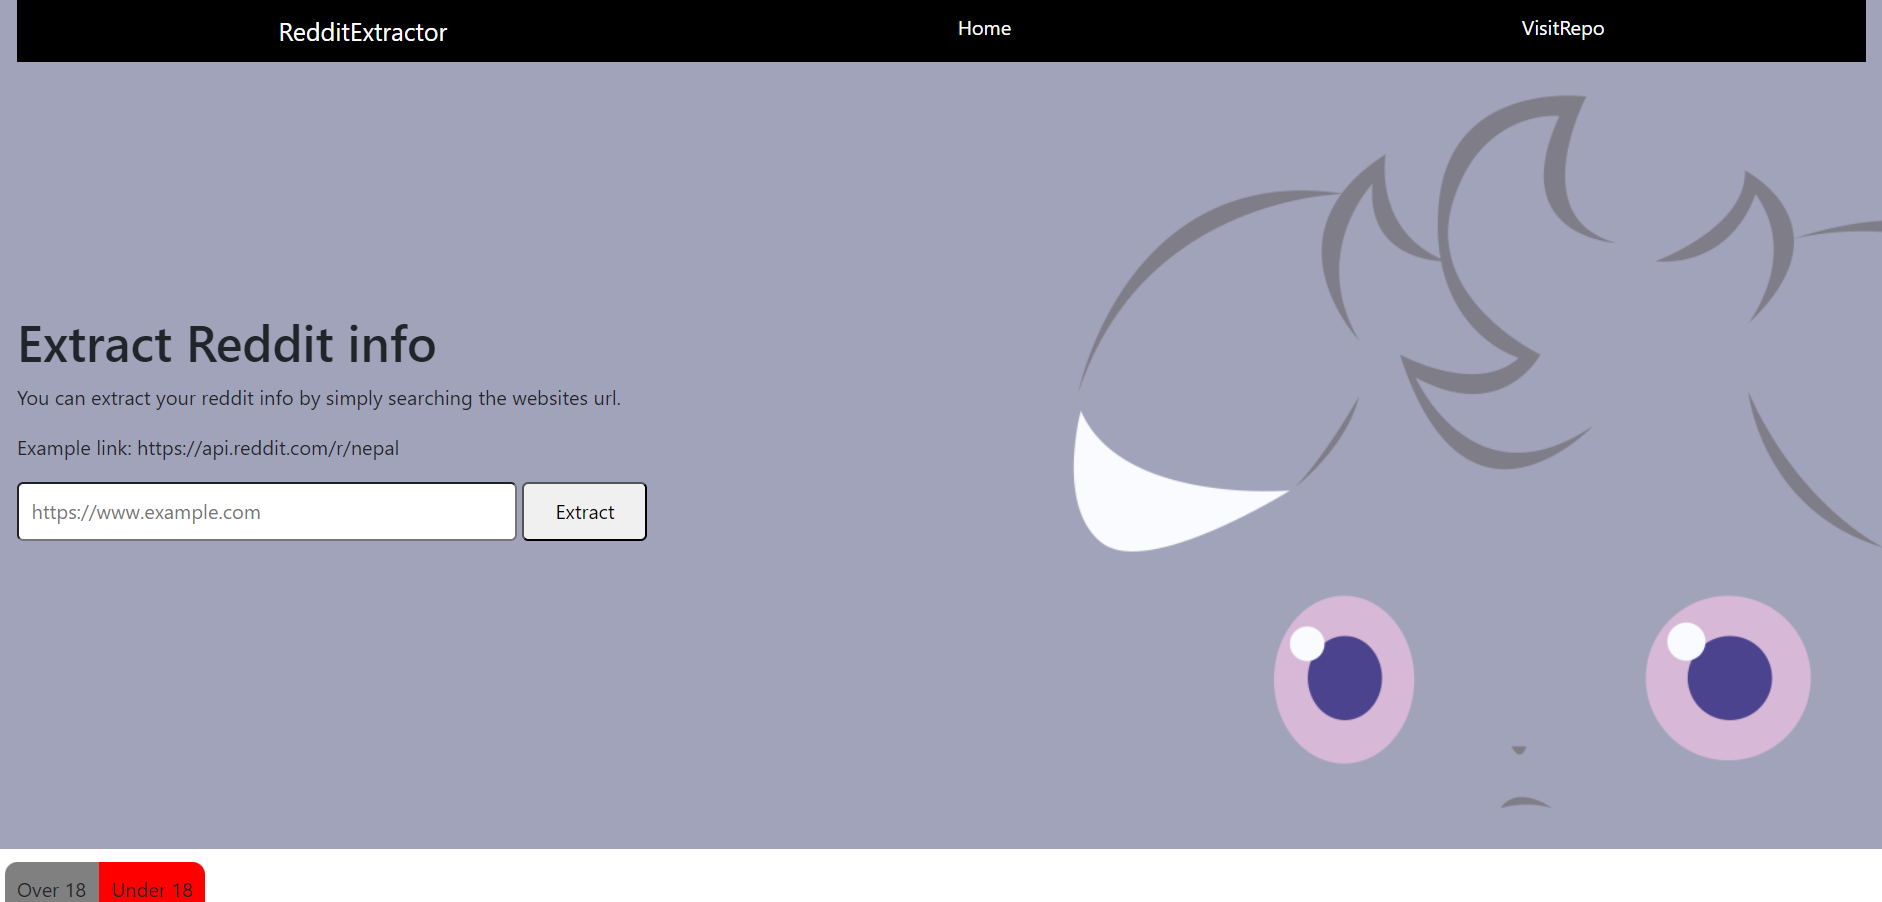 RedditExtractor Home VisitRepo
Extract Reddit info
You can extract your reddit info by simply searching the websites url.
Example link: https://api.reddit.com/r/nepal
https://www.example.com Extract
Over 18 Under 18